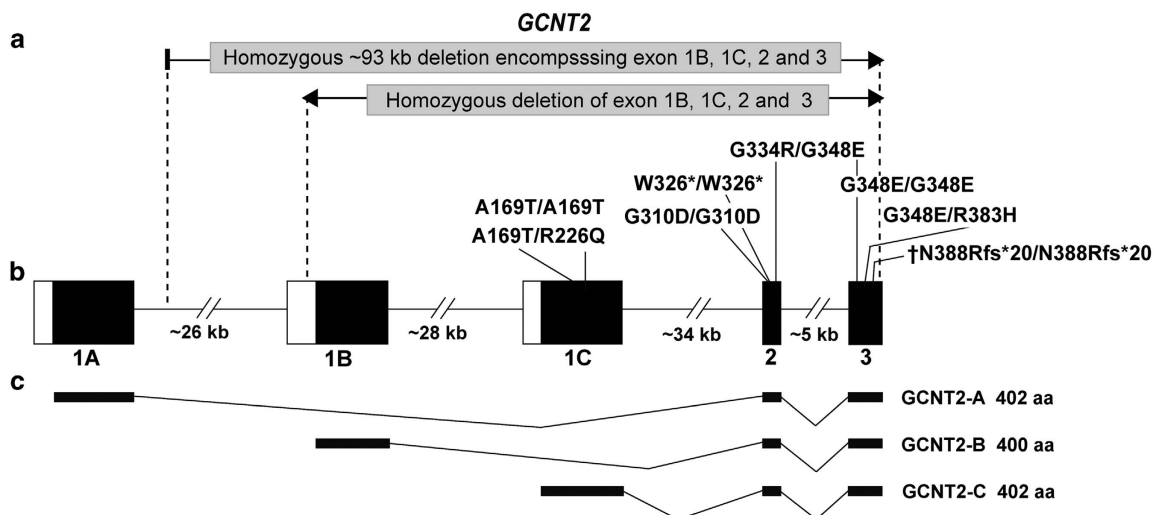 GCNT2
a
Homozygous ~93 kb deletion encompsssing exon 1B, 1C, 2 and 3
Homozygous deletion of exon 1B, 1C, 2 and 3
G334R/G348E
W326*/W326*
G348E/G348E
A169T/A169T
G310D/G310D
G348E/R383H
A169T/R226Q
†N388Rfs*20/N388Rfs*20
b
~26 kb
~28 kb
~34 kb
~5 kb
1A
1B
1C
2
3
c
GCNT2-A 402 aa
GCNT2-B 400 aa
GCNT2-C 402 aa